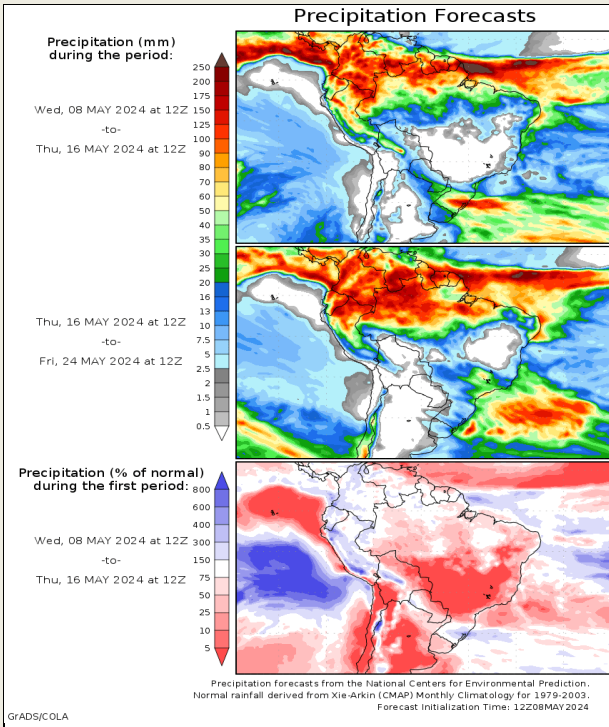 Precipitation Forecasts
Precipitation (mm)
during the period:
250
200
175
150
125
100
90
80
70
60
50
40
35
30
25
20
16
13
10
7.5
5
2.5
2
1.5
1
0.5
Wed, 08 MAY 2024 at 12Z
-to-
Thu, 16 MAY 2024 at 12Z
Thu, 16 MAY 2024 at 12Z
-to-
Fri, 24 MAY 2024 at 12Z
Precipitation (% of normal)
during the first period:
800
600
400
300
150
75
50
25
10
5
Wed, 08 MAY 2024 at 12Z
-to-
Thu, 16 MAY 2024 at 12Z
Precipitation forecasts from the National Centers for Environmental Prediction.
Normal rainfall derived from Xie-Arkin (CMAP) Monthly Climatology for 1979-2003.
Forecast Initialization Time: 12Z08MAY2024
GrADS/COLA